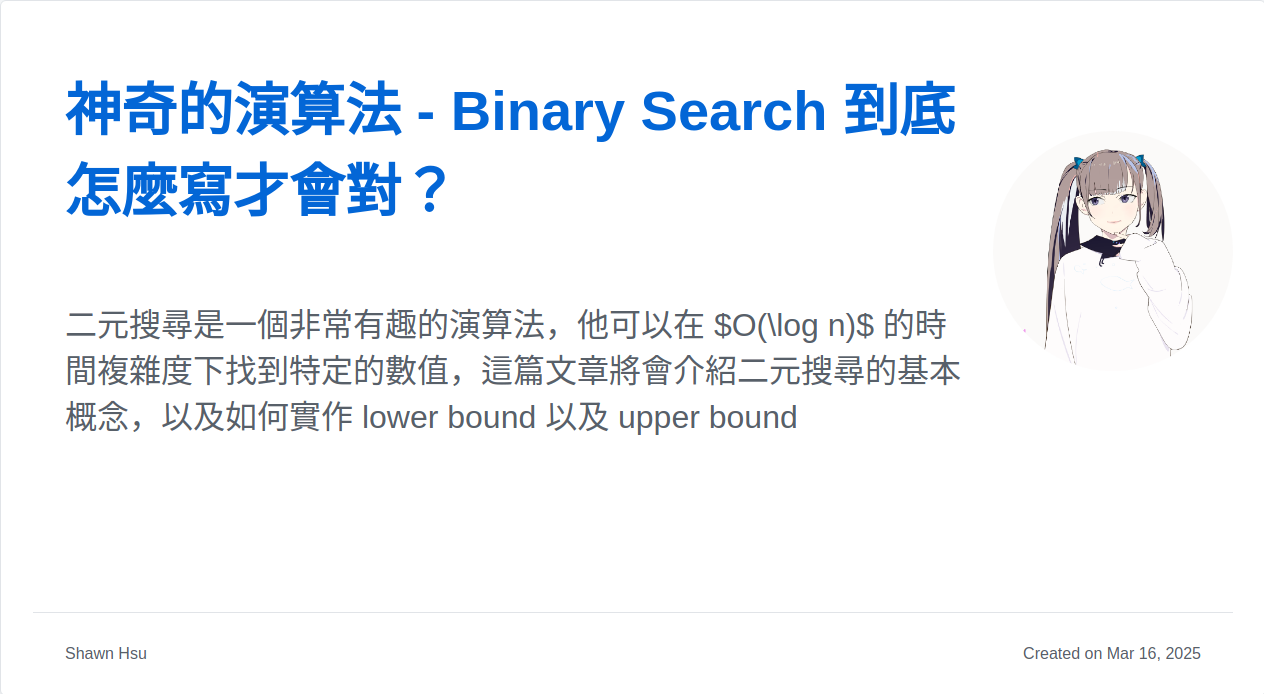 神奇的演算法 - Binary Search 到底
怎麼寫才會對？
二元搜尋是一個非常有趣的演算法，他可以在 $O(\log n)$ 的時
間複雜度下找到特定的數值，這篇文章將會介紹二元搜尋的基本
概念，以及如何實作 lower bound 以及 upper bound
Shawn Hsu
Created on Mar 16, 2025